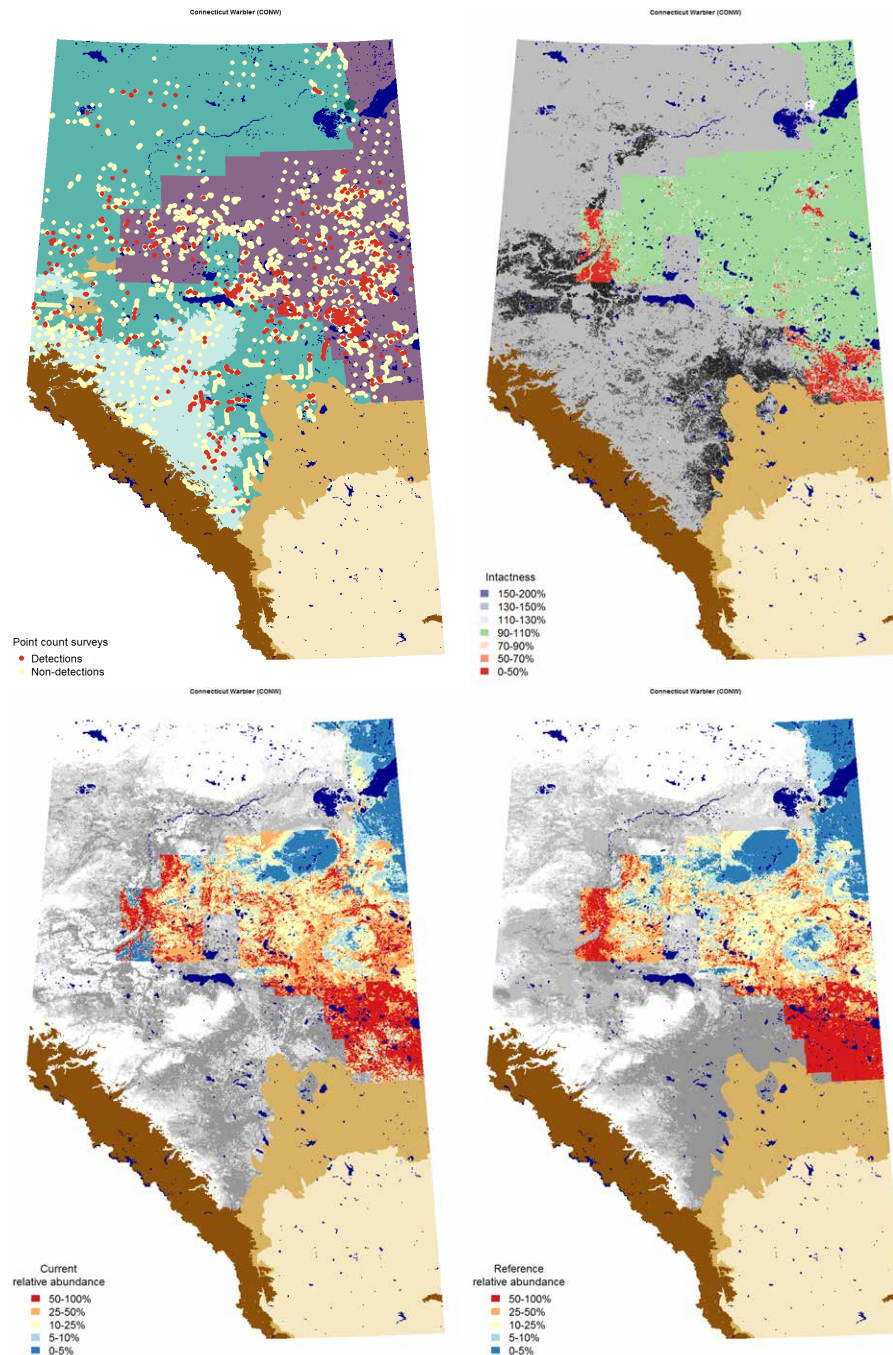 Connecticut Warbler (CONW)
Point count surveys
Detections
Non-detections
Connecticut Warbler (CONW)
Intactness
150-200%
130-150%
110-130%
90-110%
70-90%
50-70%
0-50%
Connecticut Warbler (CONW)
Current
relative abundance
50-100%
25-50%
10-25%
5-10%
0-5%
Connecticut Warbler (CONW)
Reference
relative abundance
50-100%
25-50%
10-25%
5-10%
0-5%